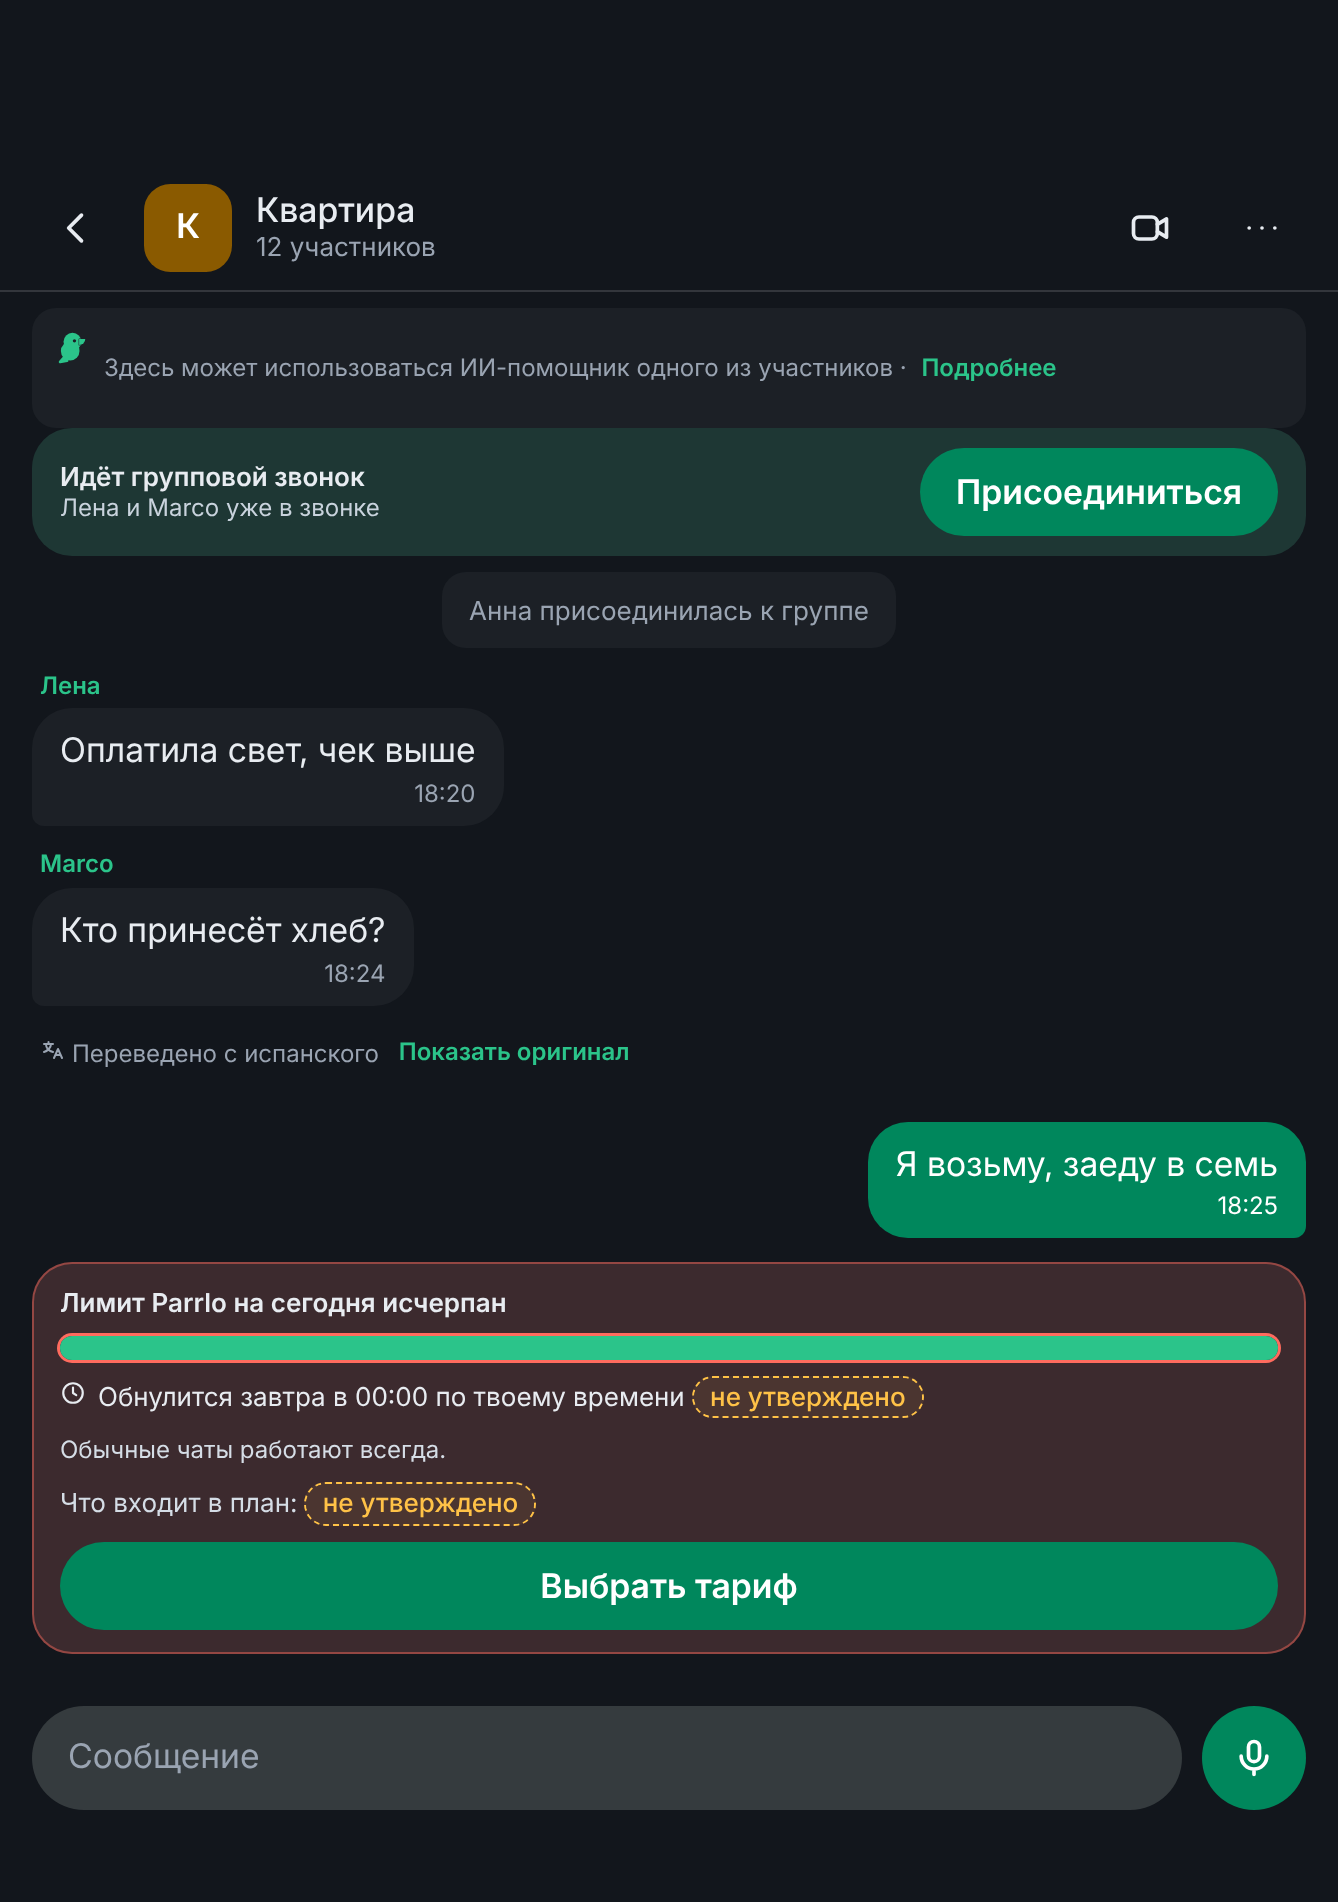 К
Квартира
12 участников
Здесь может использоваться ИИ-помощник одного из участников · Подробнее
Идёт групповой звонок
Лена и Marco уже в звонке
Присоединиться
Анна присоединилась к группе
Лена
Оплатила свет, чек выше
18:20
Marco
Кто принесёт хлеб?
18:24
Переведено с испанского Показать оригинал
Я возьму, заеду в семь
18:25
Лимит Parrlo на сегодня исчерпан
Обнулится завтра в 00:00 по твоему времени не утверждено
Обычные чаты работают всегда.
Что входит в план: не утверждено
Выбрать тариф
Сообщение